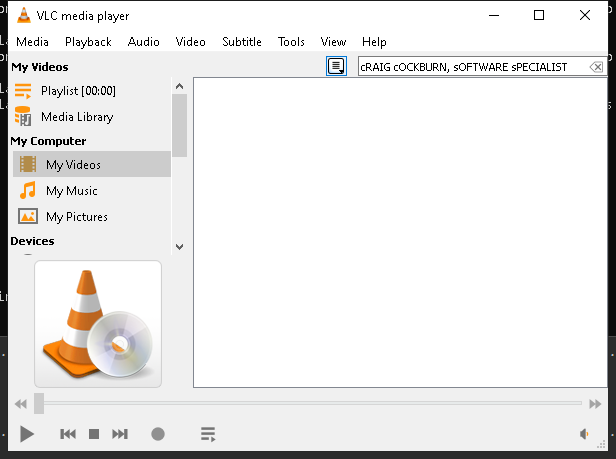 VLC media player
Media Playback Audio Video Subtitle Tools View Help
My Videos
cRAIG cOCKBURN, sOFTWARE sPECIALIST
Playlist [00:00]
Media Library
My Computer
My Videos
My Music
My Pictures
Devices